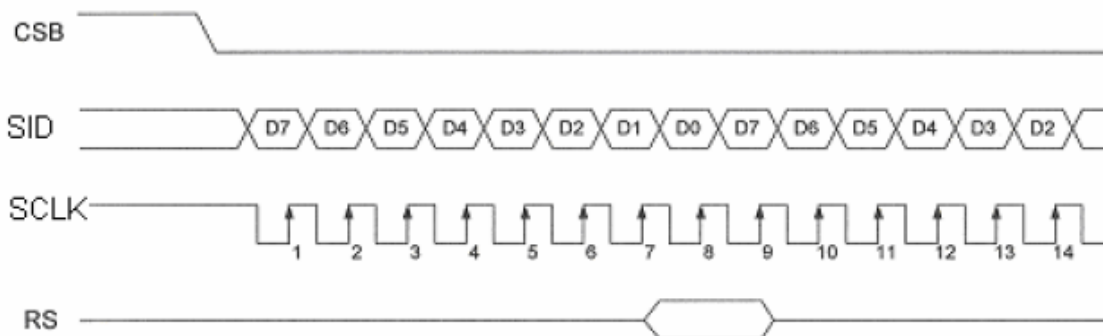 CSB
SID D7 D6 D5 D4 D3 D2 D1 D0 D7 D6 D5 D4 D3 D2
SCLK
1 2 3 4 5 6 7 8 9 10 11 12 13 14
RS